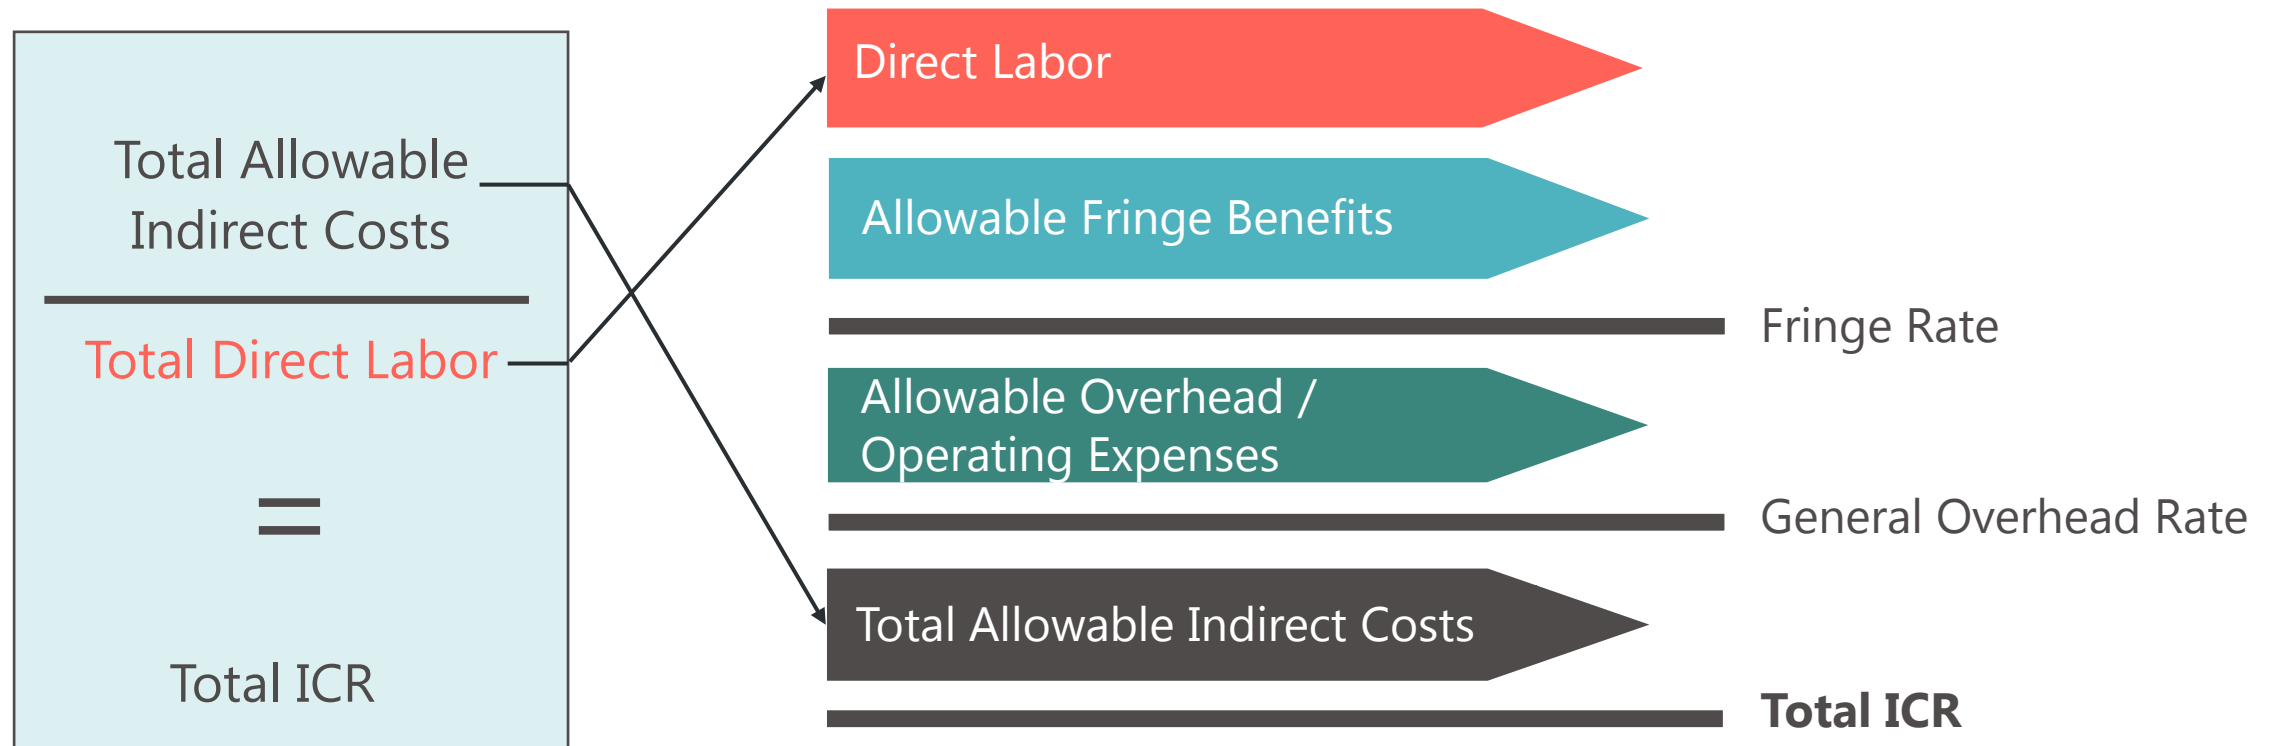 Total Allowable
Indirect Costs
Total Direct Labor
=
Total ICR
Direct Labor
Allowable Fringe Benefits
Fringe Rate
Allowable Overhead /
Operating Expenses
General Overhead Rate
Total Allowable Indirect Costs
Total ICR